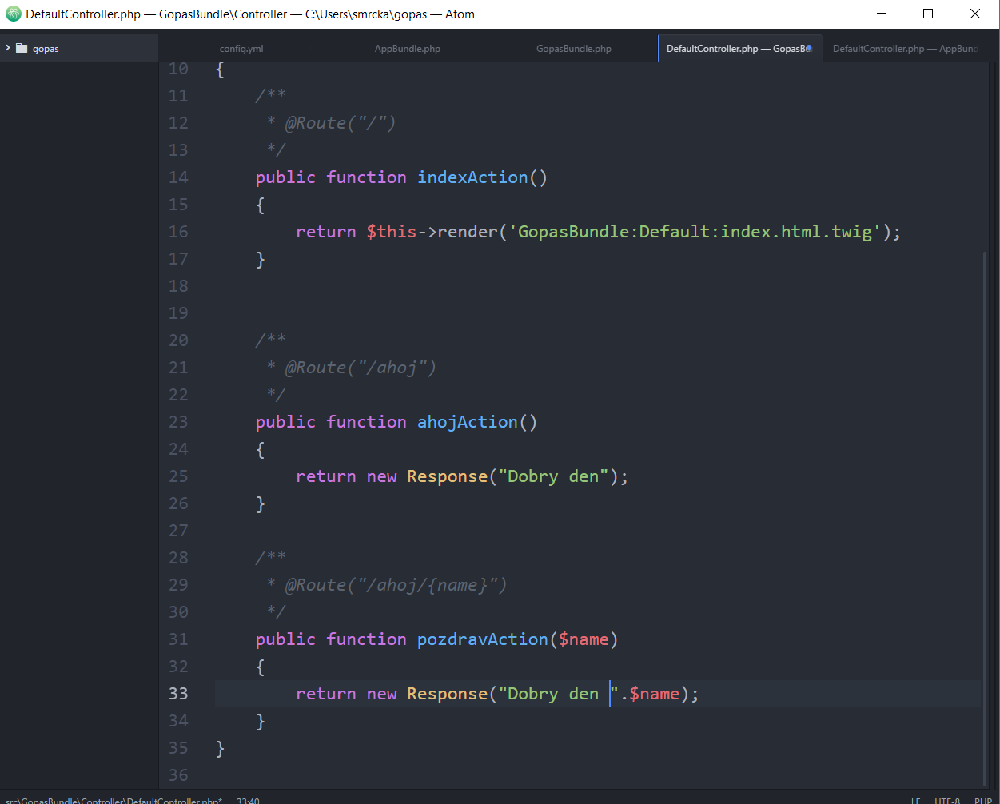 DefaultController.php — GopasBundle\Controller — C:\Users\smrcka\gopas — Atom
gopas
config.yml
AppBundle.php
GopasBundle.php
DefaultController.php — GopasBu
DefaultController.php — AppBund
10 {
11     /**
12      * @Route("/")
13      */
14     public function indexAction()
15     {
16         return $this->render('GopasBundle:Default:index.html.twig');
17     }
18
19
20     /**
21      * @Route("/ahoj")
22      */
23     public function ahojAction()
24     {
25         return new Response("Dobry den");
26     }
27
28     /**
29      * @Route("/ahoj/{name}")
30      */
31     public function pozdravAction($name)
32     {
33         return new Response("Dobry den ".$name);
34     }
35 }
36
src\GopasBundle\Controller\DefaultController.php* 33:40 LF UTF-8 PHP